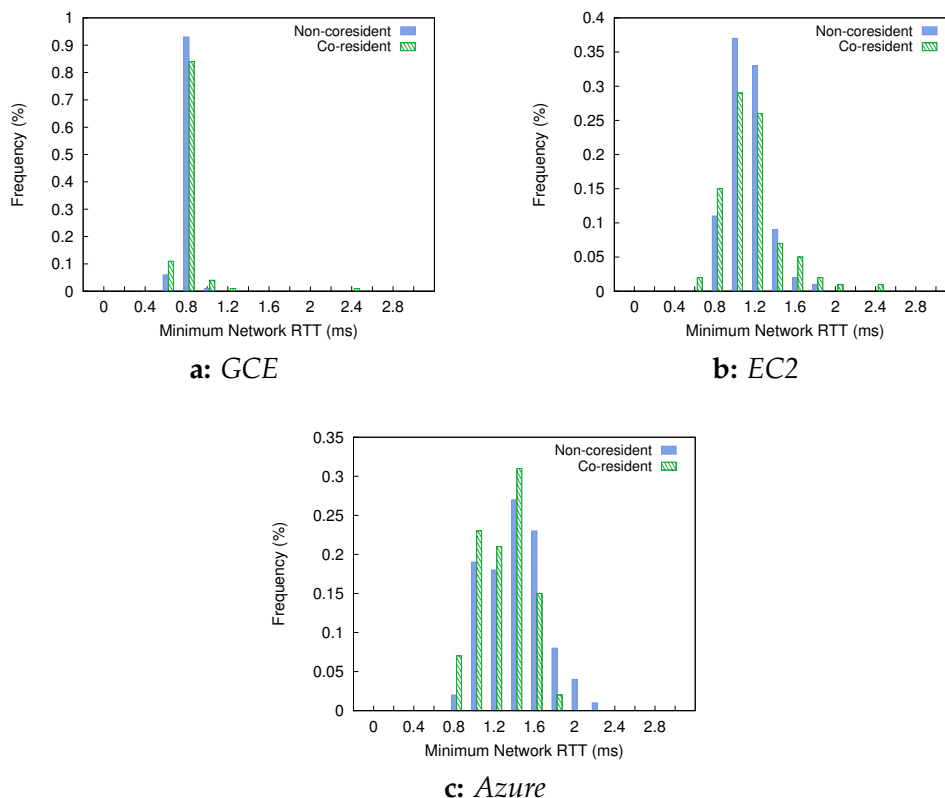 Non-coresident
Co-resident
Frequency (%)
1
0.9
0.8
0.7
0.6
0.5
0.4
0.3
0.2
0.1
0
0 0.4 0.8 1.2 1.6 2 2.4 2.8
Minimum Network RTT (ms)
a: GCE
Non-coresident
Co-resident
Frequency (%)
0.4
0.35
0.3
0.25
0.2
0.15
0.1
0.05
0
0 0.4 0.8 1.2 1.6 2 2.4 2.8
Minimum Network RTT (ms)
b: EC2
Non-coresident
Co-resident
Frequency (%)
0.35
0.3
0.25
0.2
0.15
0.1
0.05
0
0 0.4 0.8 1.2 1.6 2 2.4 2.8
Minimum Network RTT (ms)
c: Azure